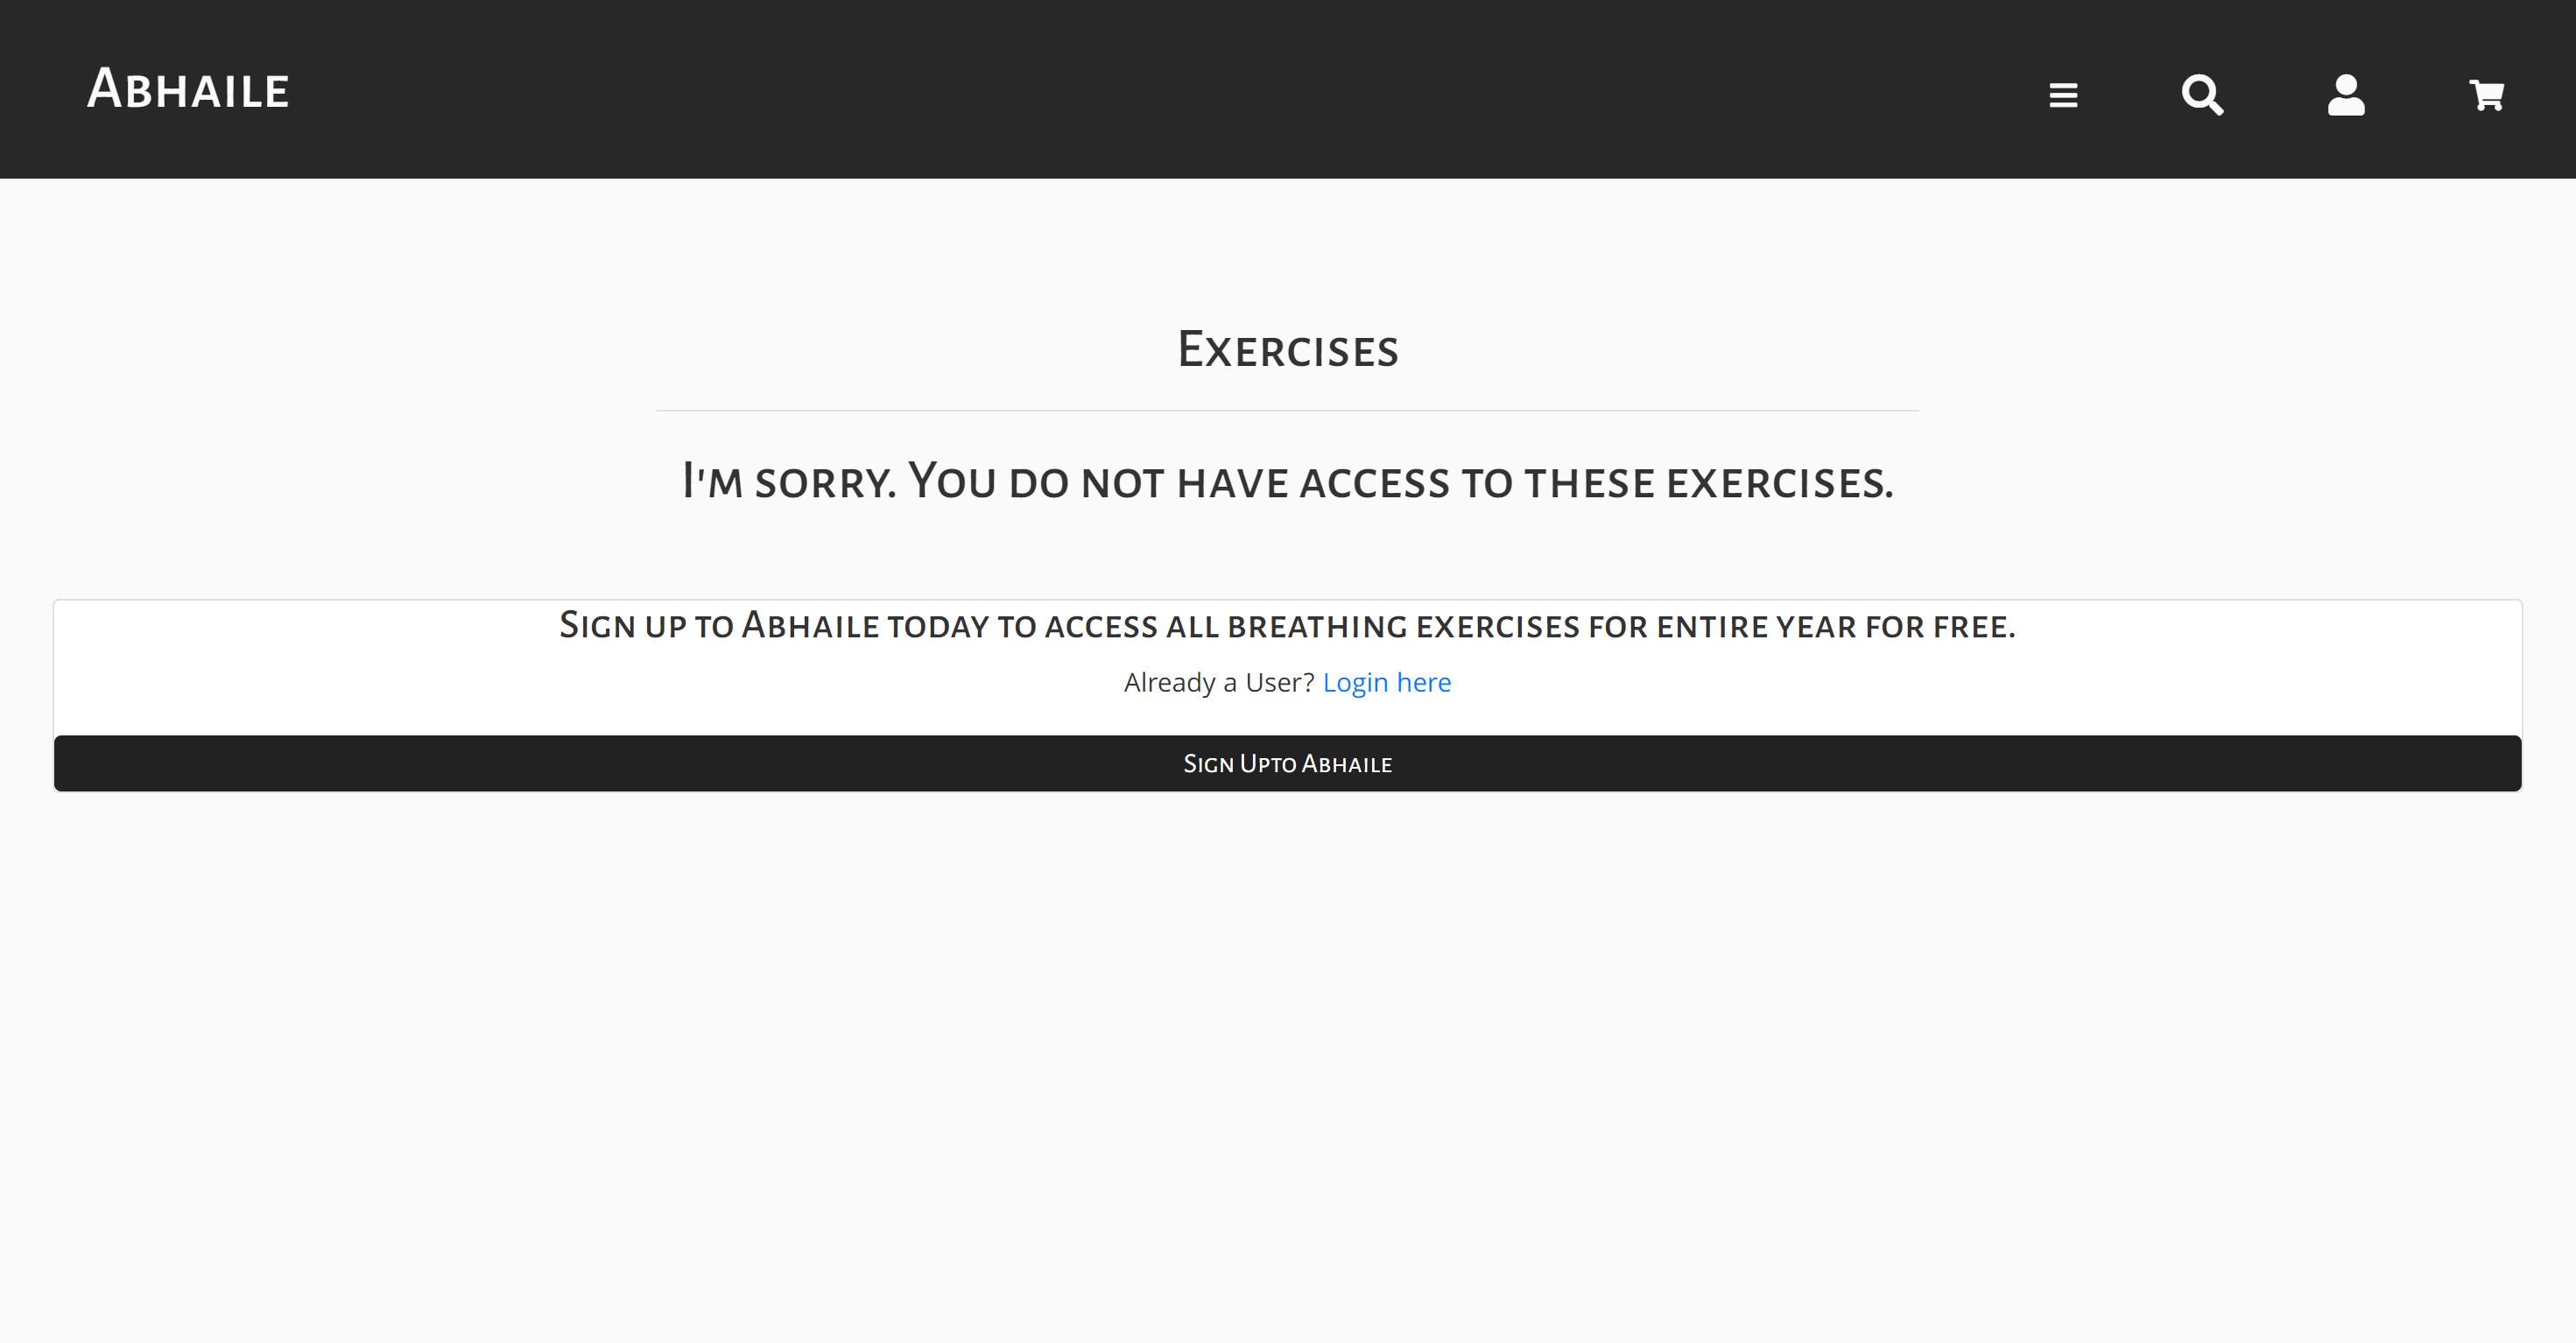 Abhaile
Exercises
I'm sorry. You do not have access to these exercises.
Sign up to Abhaile today to access all breathing exercises for entire year for free.
Already a User? Login here
Sign Upto Abhaile